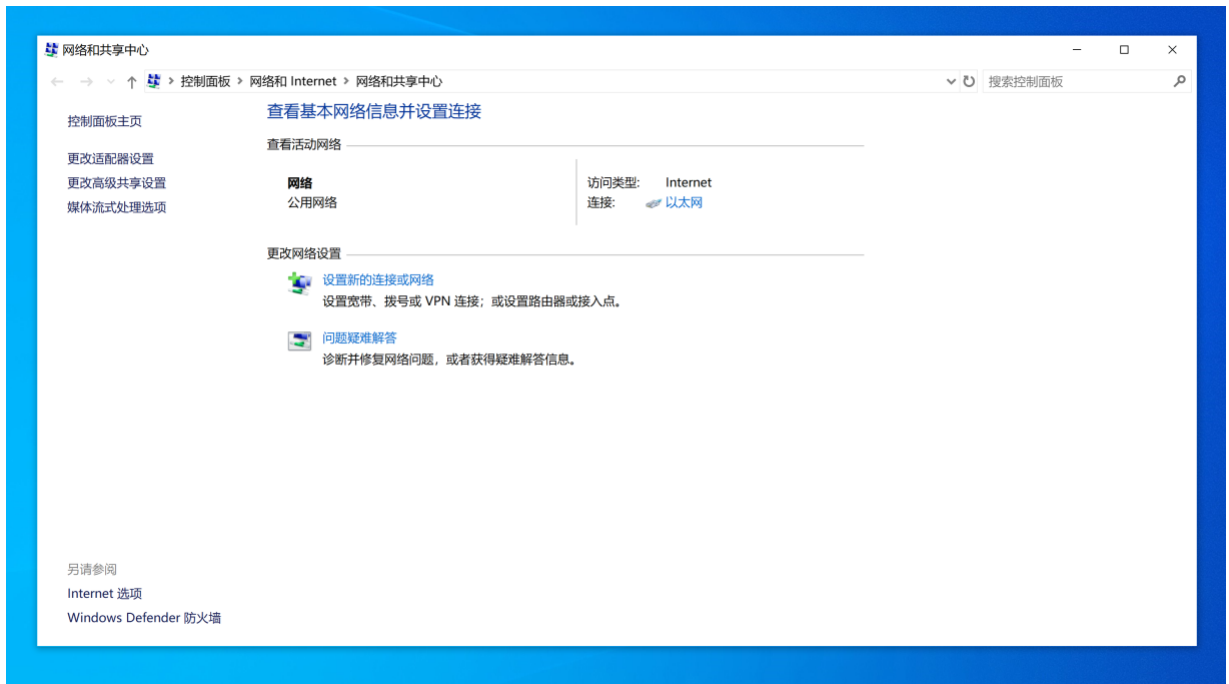 网络和共享中心
控制面板 > 网络和 Internet > 网络和共享中心
搜索控制面板
控制面板主页
更改适配器设置
更改高级共享设置
媒体流式处理选项
查看基本网络信息并设置连接
查看活动网络
网络
公用网络
访问类型: Internet
连接: 以太网
更改网络设置
设置新的连接或网络
设置宽带、拨号或 VPN 连接；或设置路由器或接入点。
问题疑难解答
诊断并修复网络问题，或者获得疑难解答信息。
另请参阅
Internet 选项
Windows Defender 防火墙